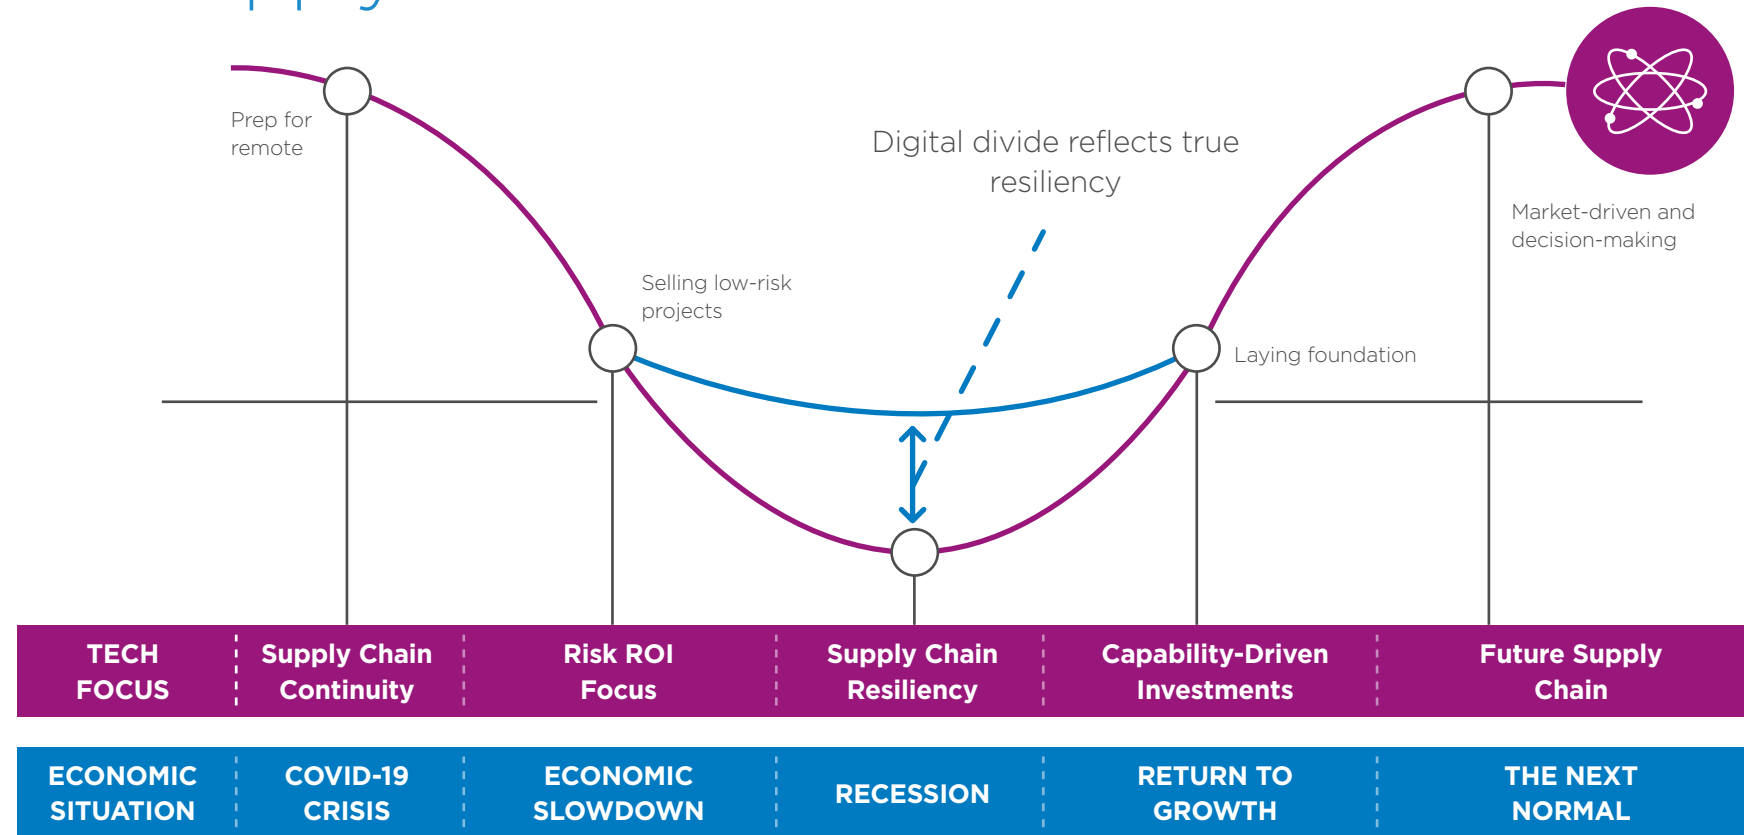 Prep for
remote
Digital divide reflects true
resiliency
Market-driven and
decision-making
Selling low-risk
projects
Laying foundation
TECH
FOCUS
Supply Chain
Continuity
Risk ROI
Focus
Supply Chain
Resiliency
Capability-Driven
Investments
Future Supply
Chain
ECONOMIC
SITUATION
COVID-19
CRISIS
ECONOMIC
SLOWDOWN
RECESSION
RETURN TO
GROWTH
THE NEXT
NORMAL